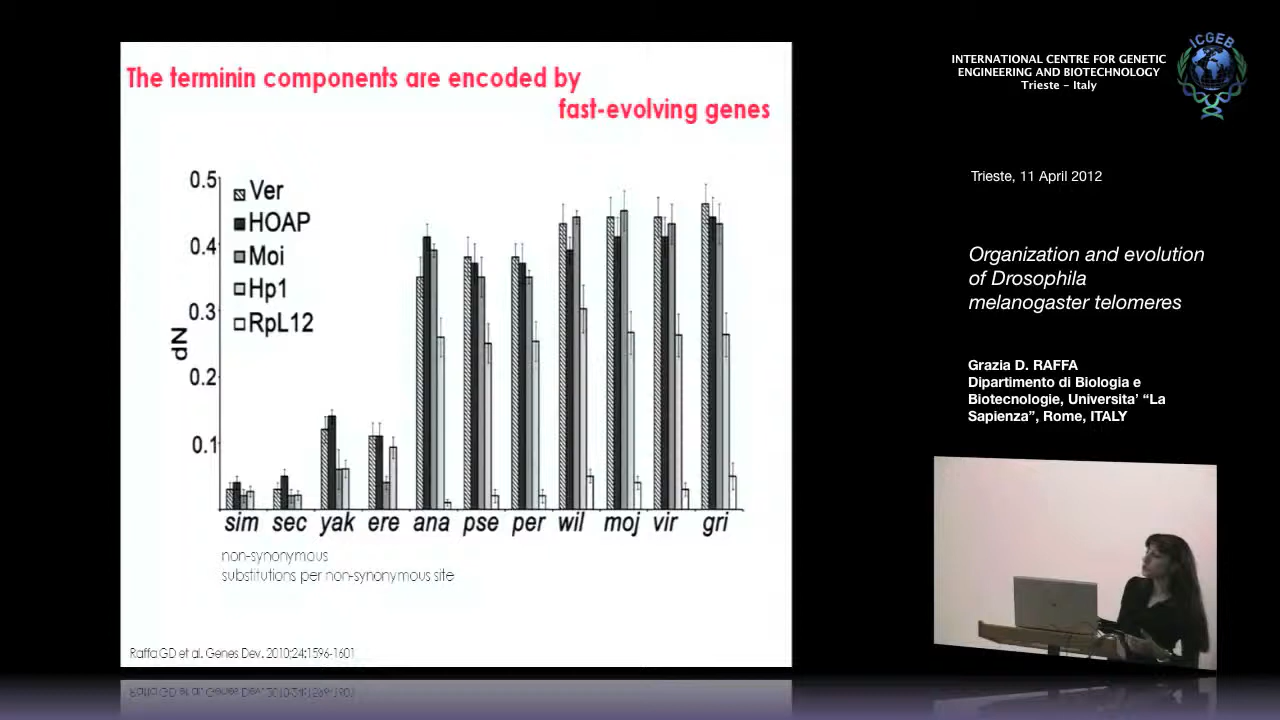 The terminin components are encoded by
fast-evolving genes
0.5
0.4
0.3
0.2
0.1
dN
Ver
HOAP
Moi
Hp1
RpL12
sim sec yak ere ana pse per wil moj vir gri
non-synonymous
substitutions per non-synonymous site
Raffa GD et al. Genes Dev. 2010;24:1596-1601
INTERNATIONAL CENTRE FOR GENETIC
ENGINEERING AND BIOTECHNOLOGY
Trieste - Italy
ICGEB
Trieste, 11 April 2012
Organization and evolution
of Drosophila
melanogaster telomeres
Grazia D. RAFFA
Dipartimento di Biologia e
Biotecnologie, Universita’ “La
Sapienza”, Rome, ITALY